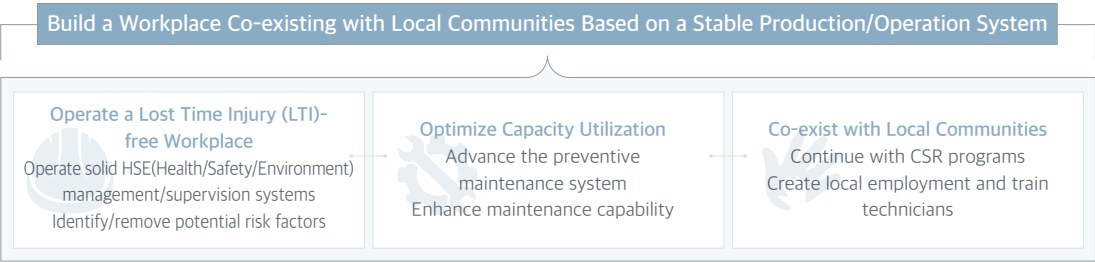 Build a Workplace Co-existing with Local Communities Based on a Stable Production/Operation System
Operate a Lost Time Injury (LTI)-
free Workplace
Operate solid HSE(Health/Safety/Environment)
management/supervision systems
Identify/remove potential risk factors
Optimize Capacity Utilization
Advance the preventive
maintenance system
Enhance maintenance capability
Co-exist with Local Communities
Continue with CSR programs
Create local employment and train
technicians